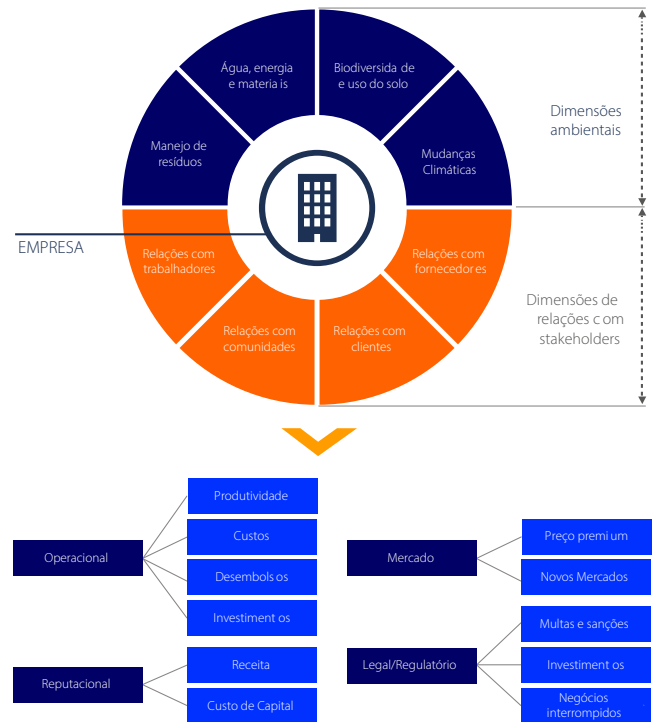 Água, energia
e materia is
Biodiversida de
e uso do solo
Manejo de
resíduos
Mudanças
Climáticas
Dimensões
ambientais
EMPRESA
Relações com
trabalhadores
Relações com
fornecedor es
Relações com
comunidades
Relações com
clientes
Dimensões de
relações c om
stakeholders
Operacional
Produtividade
Custos
Desembols os
Investiment os
Reputacional
Receita
Custo de Capital
Mercado
Preço premi um
Novos Mercados
Legal/Regulatório
Multas e sanções
Investiment os
Negócios
interrompidos